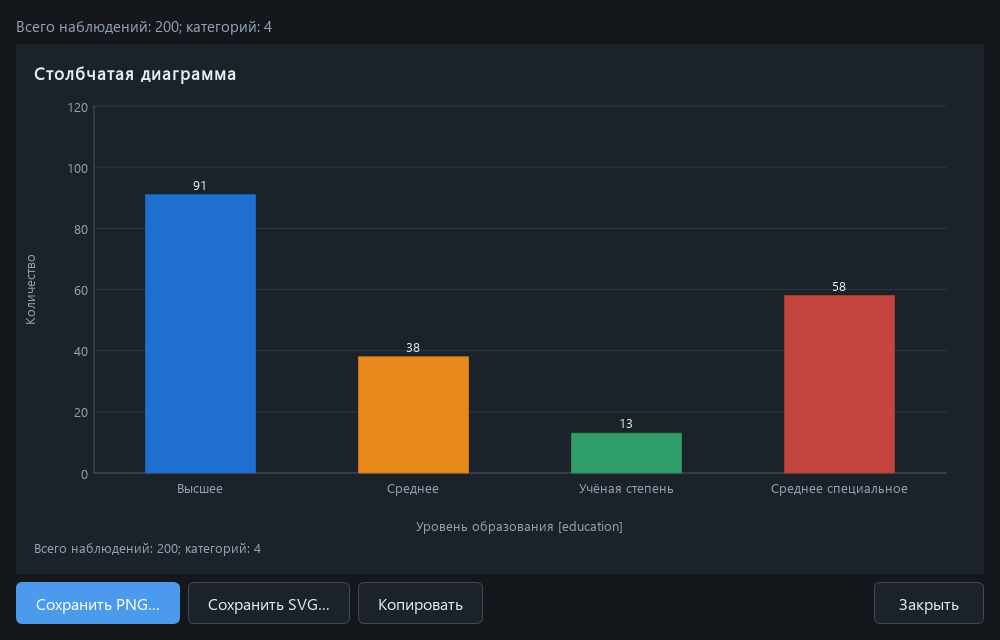 Всего наблюдений: 200; категорий: 4
Столбчатая диаграмма
120
100
80
60
40
20
0
Количество
91
38
13
58
Высшее
Среднее
Учёная степень
Среднее специальное
Уровень образования [education]
Всего наблюдений: 200; категорий: 4
Сохранить PNG...
Сохранить SVG...
Копировать
Закрыть